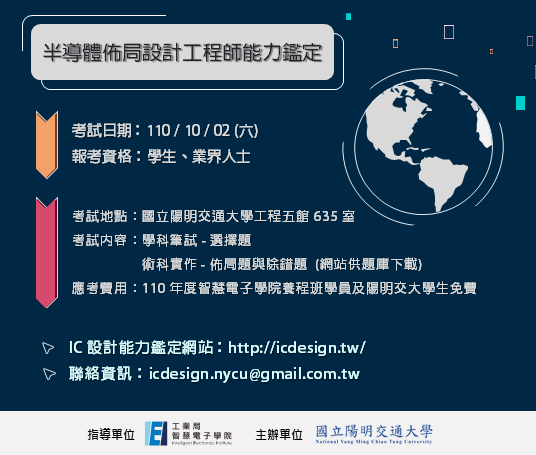 半導體佈局設計工程師能力鑑定
考試日期：110 / 10 / 02 (六)
報考資格：學生、業界人士
考試地點：國立陽明交通大學工程五館 635 室
考試內容：學科筆試 - 選擇題
術科實作 - 佈局題與除錯題 (網站供題庫下載)
應考費用：110 年度智慧電子學院養程班學員及陽明交大學生免費
IC 設計能力鑑定網站：http://icdesign.tw/
聯絡資訊：icdesign.nycu@gmail.com.tw
指導單位 工業局 智慧電子學院 Intelligent Electronics Institute 主辦單位 國立陽明交通大學 National Yang Ming Chiao Tung University